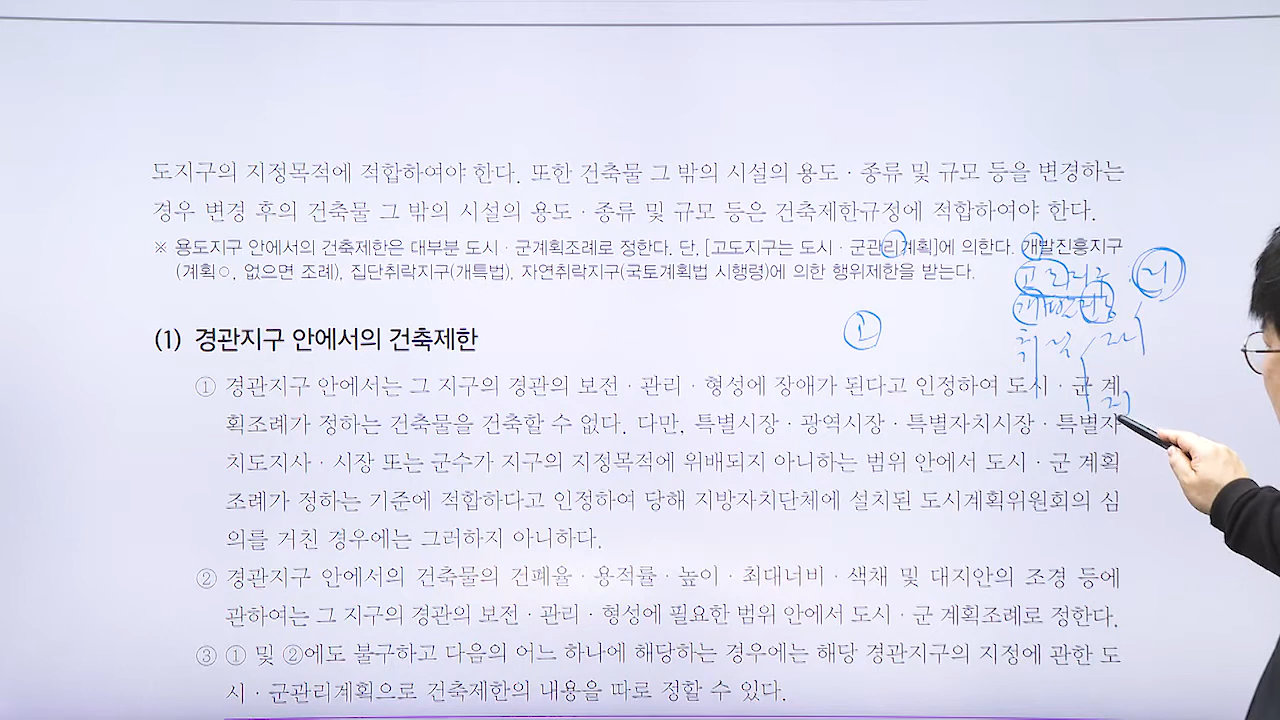 도지구의 지정목적에 적합하여야 한다. 또한 건축물 그 밖의 시설의 용도 · 종류 및 규모 등을 변경하는
경우 변경 후의 건축물 그 밖의 시설의 용도 · 종류 및 규모 등은 건축제한규정에 적합하여야 한다.
※ 용도지구 안에서의 건축제한은 대부분 도시 · 군계획조례로 정한다. 단, [고도지구는 도시 · 군관리계획]에 의한다. 개발진흥지구
(계획○, 없으면 조례), 집단취락지구(개특법), 자연취락지구(국토계획법 시행령)에 의한 행위제한을 받는다.
(1) 경관지구 안에서의 건축제한
고
① 경관지구 안에서는 그 지구의 경관의 보전 · 관리 · 형성에 장애가 된다고 인정하여 도시 · 군 계
획조례가 정하는 건축물을 건축할 수 없다. 다만, 특별시장 · 광역시장 · 특별자치시장 · 특별자
치도지사 · 시장 또는 군수가 지구의 지정목적에 위배되지 아니하는 범위 안에서 도시 · 군 계획
조례가 정하는 기준에 적합하다고 인정하여 당해 지방자치단체에 설치된 도시계획위원회의 심
의를 거친 경우에는 그러하지 아니하다.
② 경관지구 안에서의 건축물의 건폐율 · 용적률 · 높이 · 최대너비 · 색채 및 대지안의 조경 등에
관하여는 그 지구의 경관의 보전 · 관리 · 형성에 필요한 범위 안에서 도시 · 군 계획조례로 정한다.
③ ① 및 ②에도 불구하고 다음의 어느 하나에 해당하는 경우에는 해당 경관지구의 지정에 관한 도
시 · 군관리계획으로 건축제한의 내용을 따로 정할 수 있다.